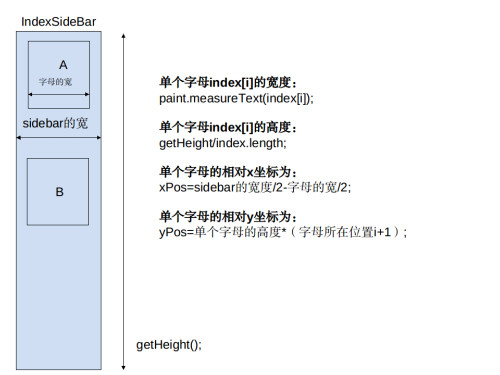 IndexSideBar
A
字母的宽
sidebar的宽
B
单个字母index[i]的宽度：
paint.measureText(index[i]);
单个字母index[i]的高度：
getHeight/index.length;
单个字母的相对x坐标为：
xPos=sidebar的宽度/2-字母的宽/2;
单个字母的相对y坐标为：
yPos=单个字母的高度*（字母所在位置i+1）;
getHeight();